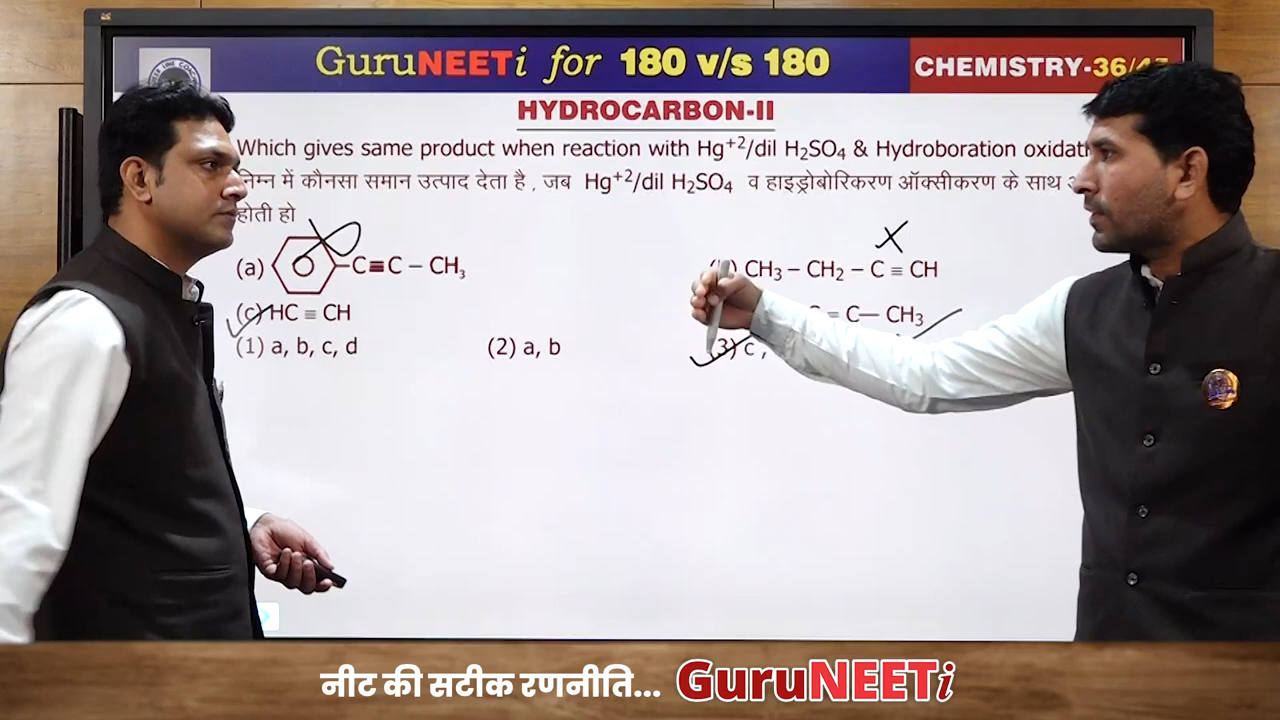 GuruNEETi for 180 v/s 180
CHEMISTRY-36/45
HYDROCARBON-II
Which gives same product when reaction with Hg⁺²/dil H₂SO₄ & Hydroboration
निम्न में कौनसा समान उत्पाद देता है , जब Hg⁺²/dil H₂SO₄ व हाइड्रोबोरिकरण ऑक्सीकरण के साथ
होती हो
(a) C≡C – CH₃
CH₃ – CH₂ – C ≡ CH
(c) HC ≡ CH
C – CH₃
(1) a, b, c, d (2) a, b (3) c ,
नीट की सटीक रणनीति... GuruNEETi